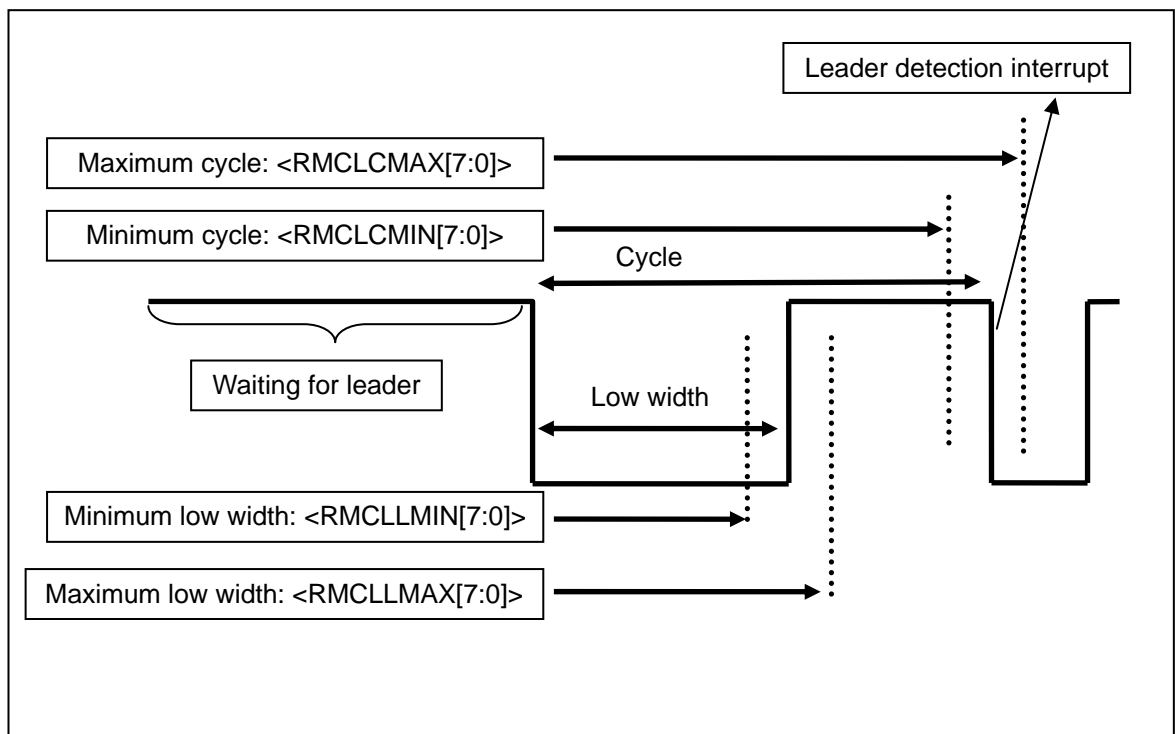 Leader detection interrupt
Maximum cycle: <RMCLCMAX[7:0]>
Minimum cycle: <RMCLCMIN[7:0]>
Cycle
Waiting for leader
Low width
Minimum low width: <RMCLLMIN[7:0]>
Maximum low width: <RMCLLMAX[7:0]>